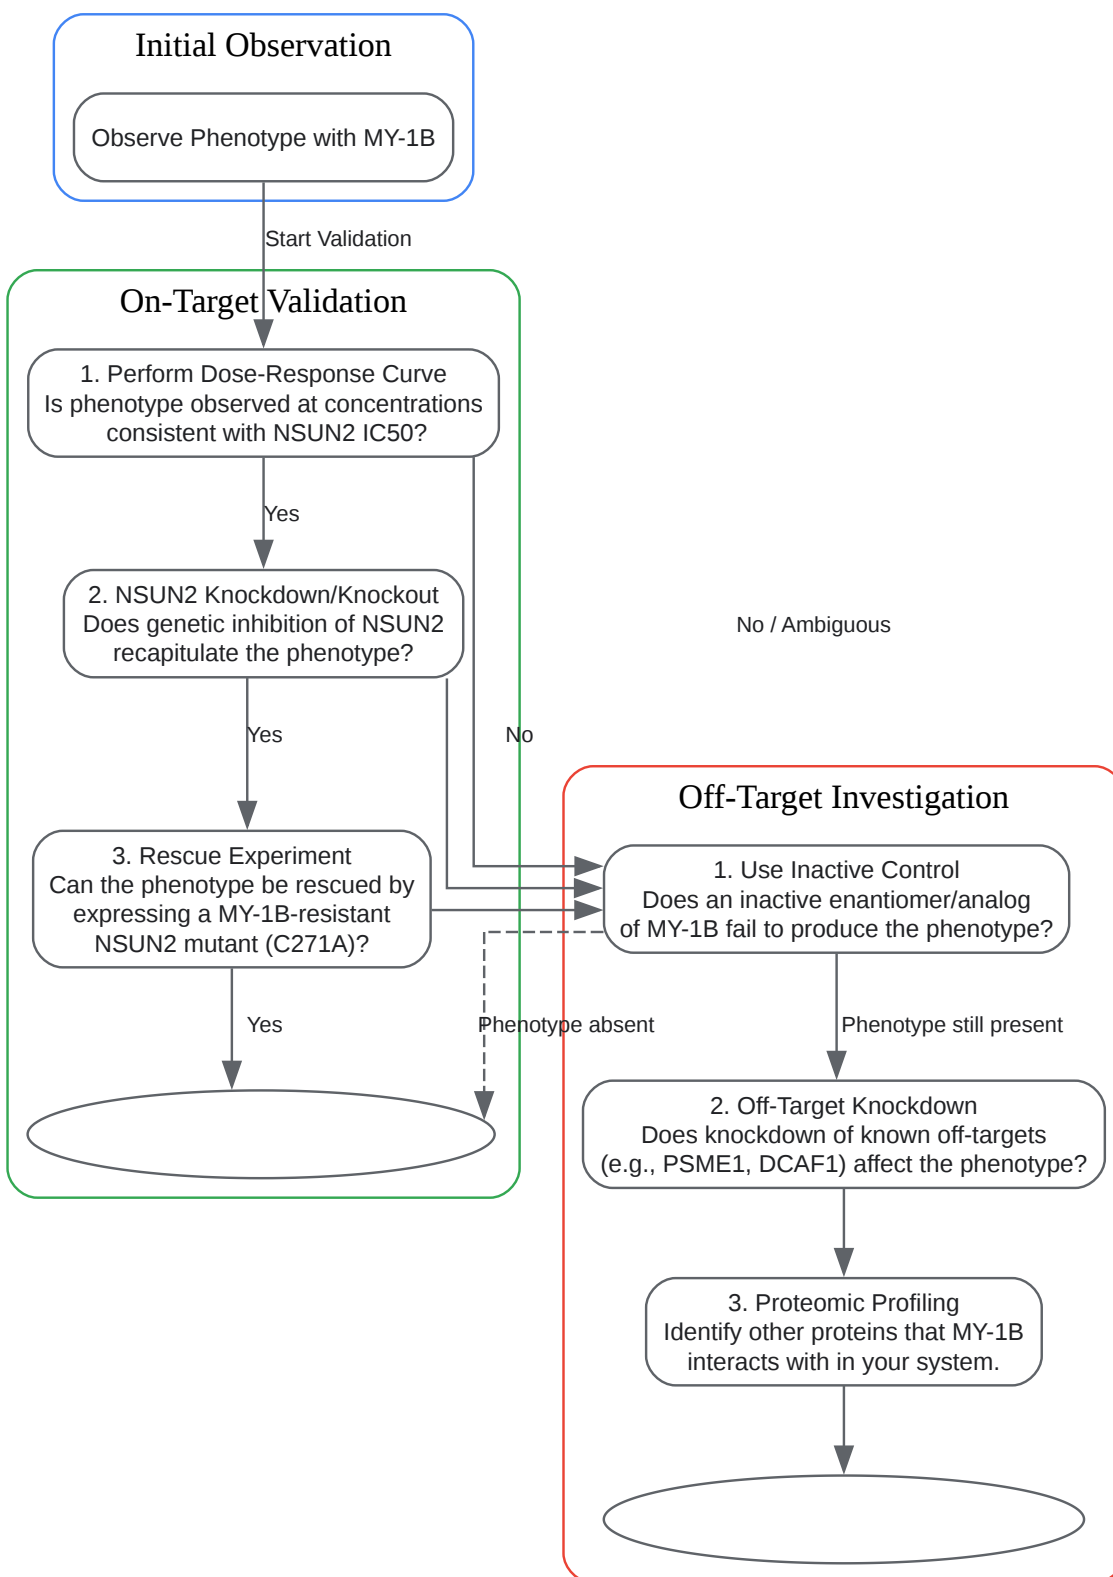 Initial Observation
Observe Phenotype with MY-1B
Start Validation
On-Target Validation
1. Perform Dose-Response Curve
Is phenotype observed at concentrations
consistent with NSUN2 IC50?
Yes
2. NSUN2 Knockdown/Knockout
Does genetic inhibition of NSUN2
recapitulate the phenotype?
No / Ambiguous
Yes
No
3. Rescue Experiment
Can the phenotype be rescued by
expressing a MY-1B-resistant
NSUN2 mutant (C271A)?
Yes
Off-Target Investigation
1. Use Inactive Control
Does an inactive enantiomer/analog
of MY-1B fail to produce the phenotype?
Phenotype absent
Phenotype still present
2. Off-Target Knockdown
Does knockdown of known off-targets
(e.g., PSME1, DCAF1) affect the phenotype?
3. Proteomic Profiling
Identify other proteins that MY-1B
interacts with in your system.